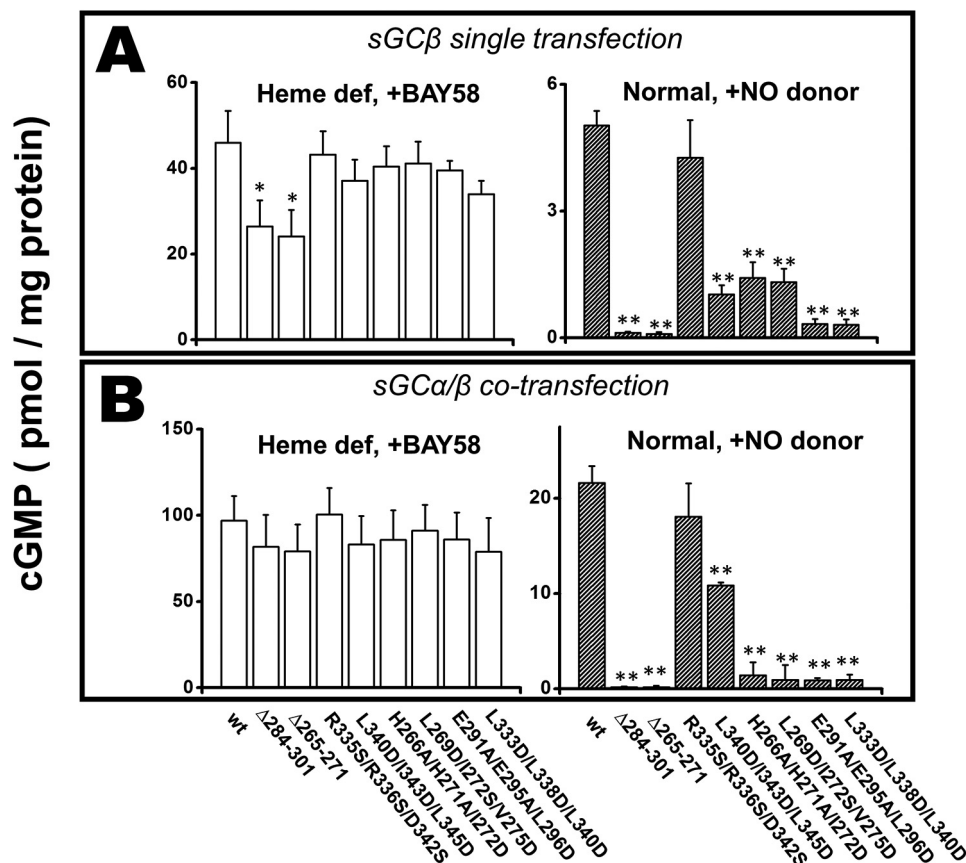 A
sGCβ single transfection
cGMP ( pmol / mg protein)
Heme def, +BAY58
60
40
20
0
*
*
Normal, +NO donor
6
3
0
**
**
**
**
**
**
**
B
sGCα/β co-transfection
Heme def, +BAY58
150
100
50
0
Normal, +NO donor
20
10
0
**
**
**
**
**
**
**
wt
Δ284-301
Δ265-271
R335S/R336S/D342S
L340D/I343D/L345D
H266A/H271A/I272D
L269D/I272S/N275D
E291A/E295A/L296D
L333D/L338D/L340D
wt
Δ284-301
Δ265-271
R335S/R336S/D342S
L340D/I343D/L345D
H266A/H271A/I272D
L269D/I272S/N275D
E291A/E295A/L296D
L333D/L338D/L340D